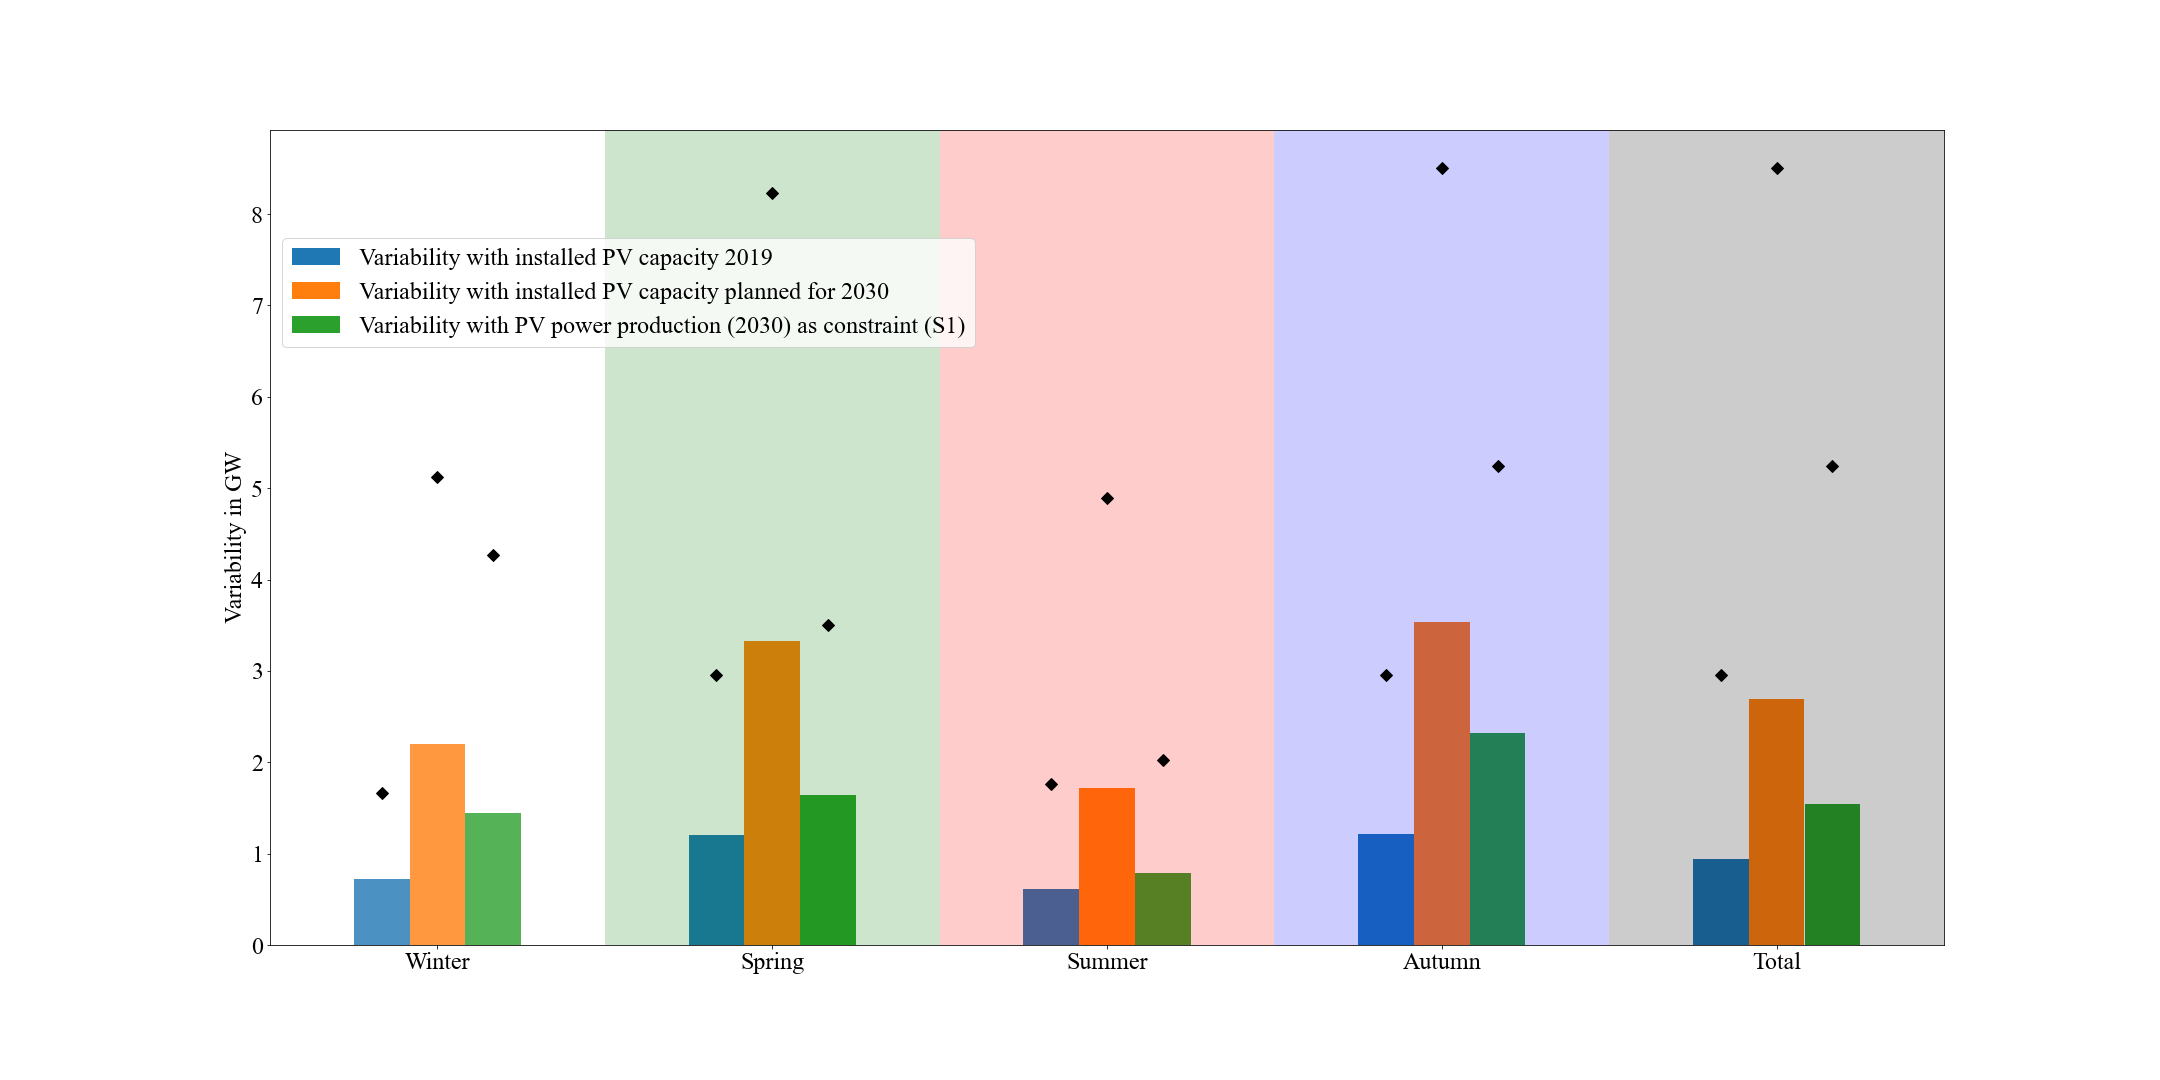 8
7
6
5
4
3
2
1
0
Variability in GW
Variability with installed PV capacity 2019
Variability with installed PV capacity planned for 2030
Variability with PV power production (2030) as constraint (S1)
Winter
Spring
Summer
Autumn
Total